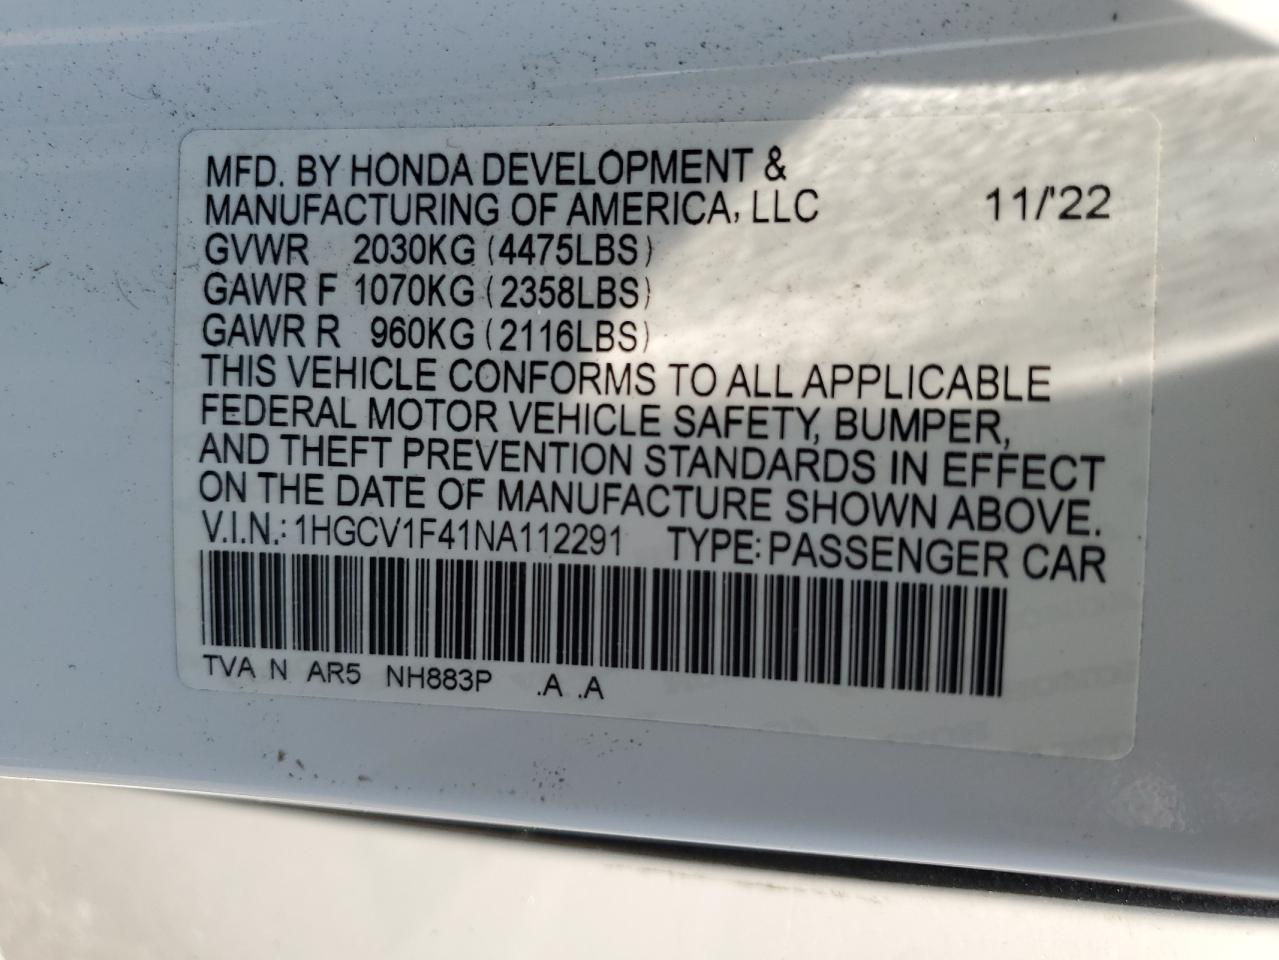 MFD. BY HONDA DEVELOPMENT &
MANUFACTURING OF AMERICA, LLC 11/'22
GVWR 2030KG (4475LBS)
GAWR F 1070KG (2358LBS)
GAWR R 960KG (2116LBS)
THIS VEHICLE CONFORMS TO ALL APPLICABLE
FEDERAL MOTOR VEHICLE SAFETY, BUMPER,
AND THEFT PREVENTION STANDARDS IN EFFECT
ON THE DATE OF MANUFACTURE SHOWN ABOVE.
V.I.N.: 1HGCV1F41NA112291 TYPE: PASSENGER CAR
TVA N AR5 NH883P .A .A